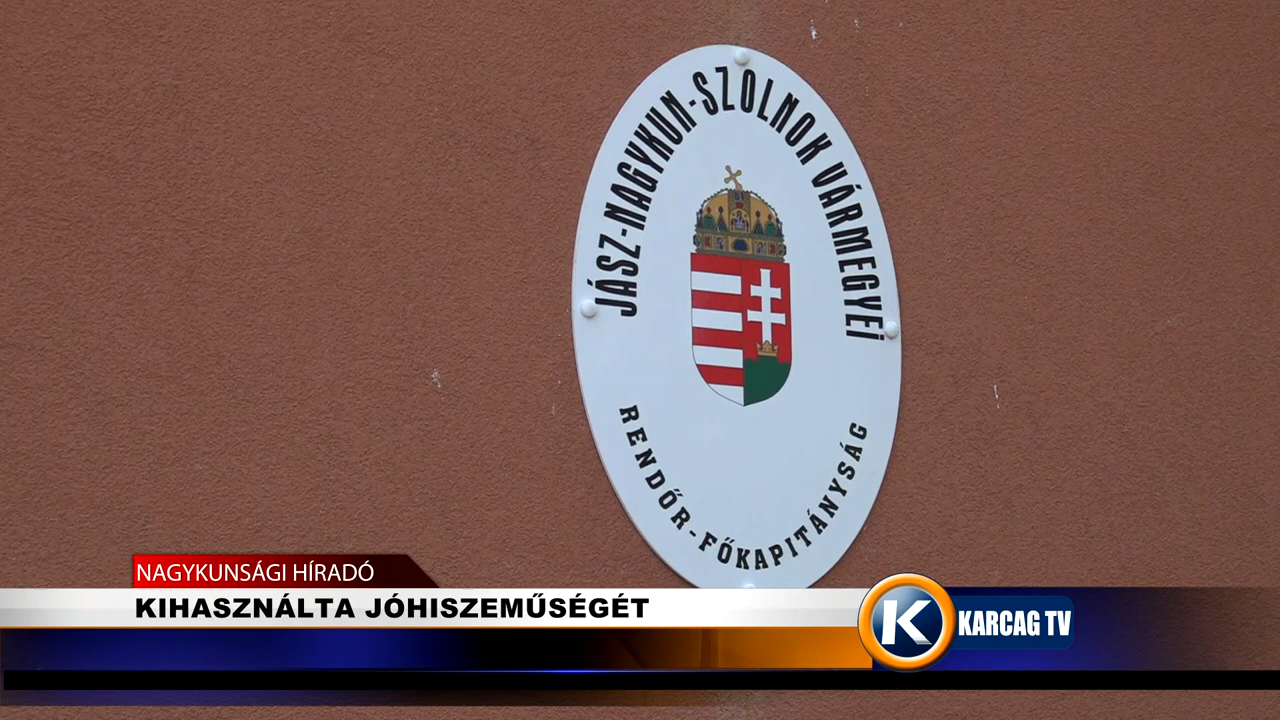 JÁSZ-NAGYKUN-SZOLNOK VÁRMEGYEI
RENDŐR-FŐKAPITÁNYSÁG
NAGYKUNSÁGI HÍRADÓ
KIHASZNÁLTA JÓHISZEMŰSÉGÉT
K KARCAG TV